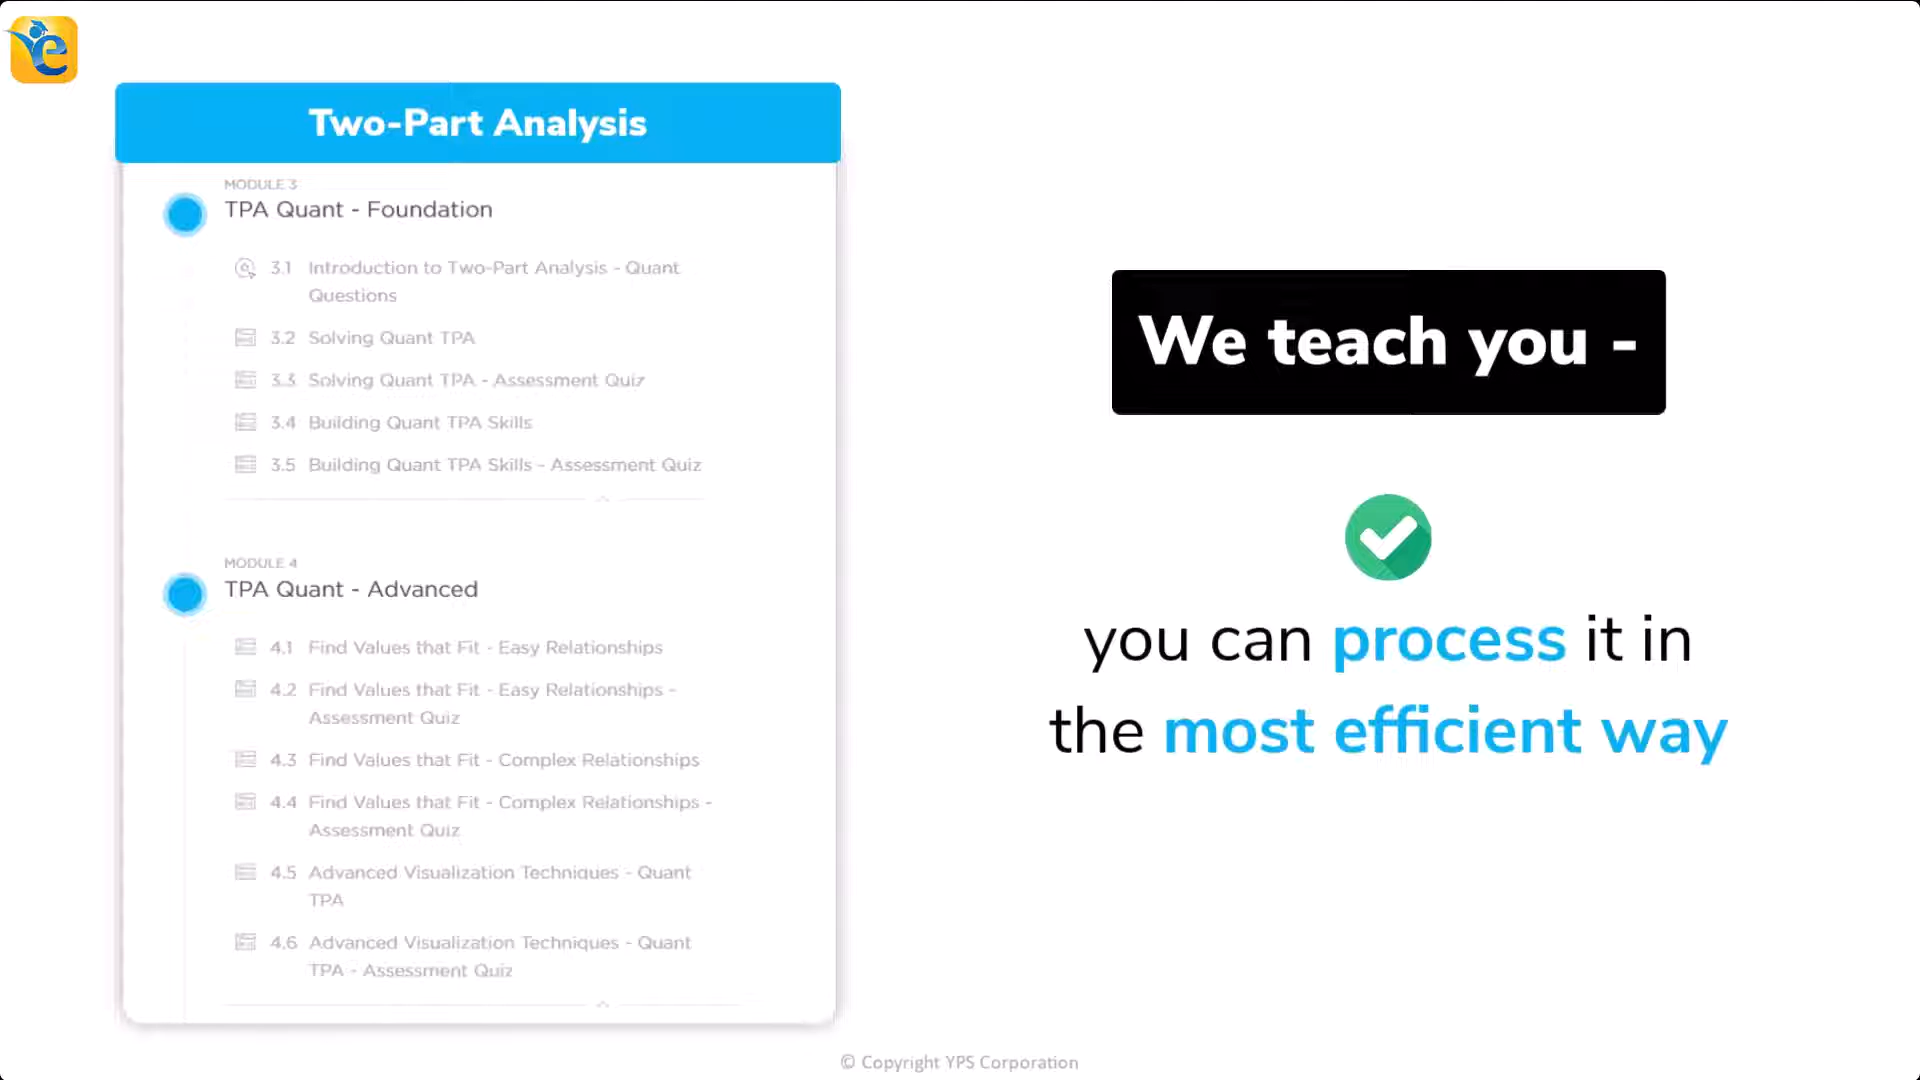 e
Two-Part Analysis
MODULE 3
TPA Quant - Foundation
3.1 Introduction to Two-Part Analysis - Quant
Questions
3.2 Solving Quant TPA
3.3 Solving Quant TPA - Assessment Quiz
3.4 Building Quant TPA Skills
3.5 Building Quant TPA Skills - Assessment Quiz
MODULE 4
TPA Quant - Advanced
4.1 Find Values that Fit - Easy Relationships
4.2 Find Values that Fit - Easy Relationships -
Assessment Quiz
4.3 Find Values that Fit - Complex Relationships
4.4 Find Values that Fit - Complex Relationships -
Assessment Quiz
4.5 Advanced Visualization Techniques - Quant
TPA
4.6 Advanced Visualization Techniques - Quant
TPA - Assessment Quiz
We teach you -
you can process it in
the most efficient way
© Copyright YPS Corporation